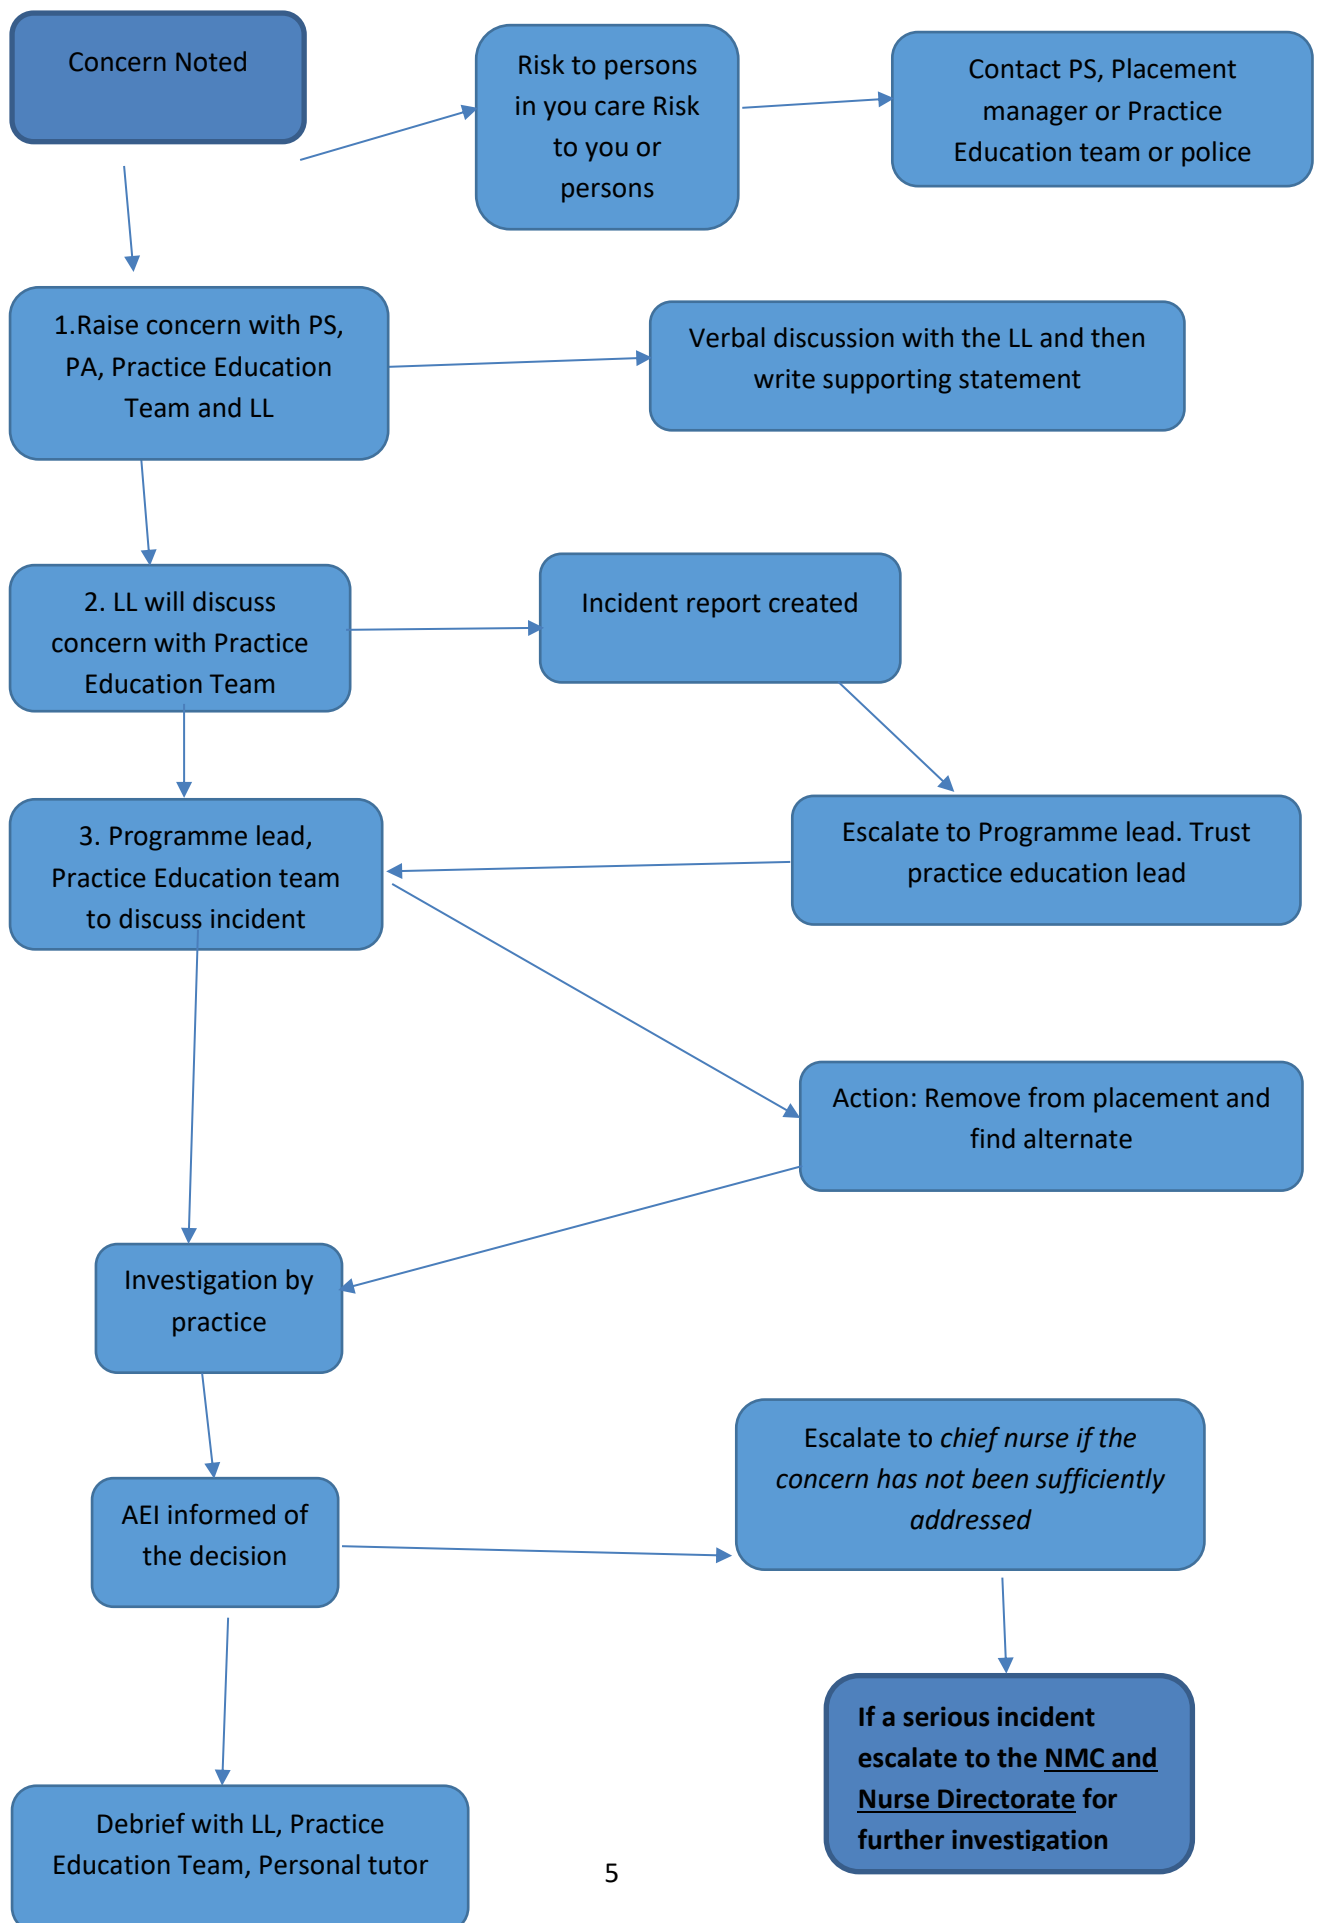 Concern Noted
Risk to persons
in you care Risk
to you or
persons
Contact PS, Placement
manager or Practice
Education team or police
1.Raise concern with PS,
PA, Practice Education
Team and LL
Verbal discussion with the LL and then
write supporting statement
2. LL will discuss
concern with Practice
Education Team
Incident report created
3. Programme lead,
Practice Education team
to discuss incident
Escalate to Programme lead. Trust
practice education lead
Action: Remove from placement and
find alternate
Investigation by
practice
AEI informed of
the decision
Escalate to chief nurse if the
concern has not been sufficiently
addressed
If a serious incident
escalate to the NMC and
Nurse Directorate for
further investigation
Debrief with LL, Practice
Education Team, Personal tutor
5